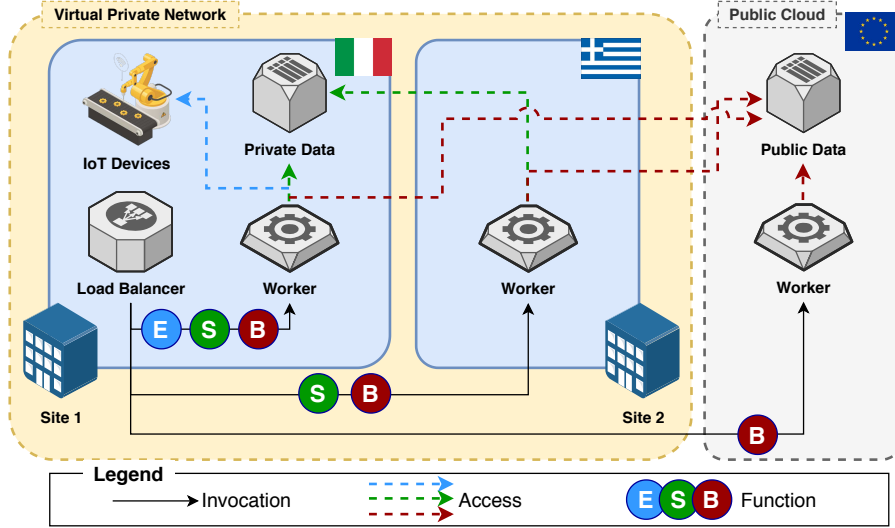 Virtual Private Network
Public Cloud
IoT Devices
Private Data
Public Data
Load Balancer
Worker
Worker
Worker
E
S
B
Site 1
S
B
Site 2
B
Legend
Invocation
Access
E
S
B
Function